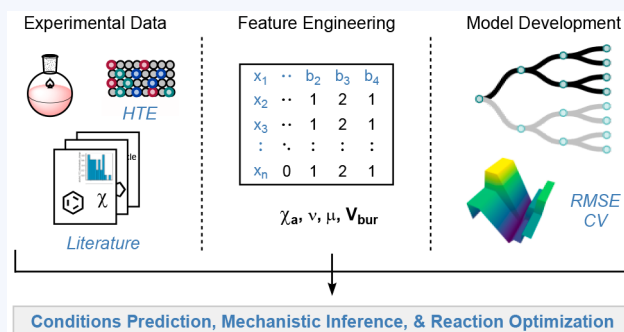 Experimental Data
Feature Engineering
Model Development
HTE
χ
Literature
x1 ·· b2 b3 b4
x2 ·· 1 2 1
x3 ·· 1 2 1
: ⋱ : : :
xn 0 1 2 1
χa, ν, μ, Vbur
RMSE
CV
Conditions Prediction, Mechanistic Inference, & Reaction Optimization